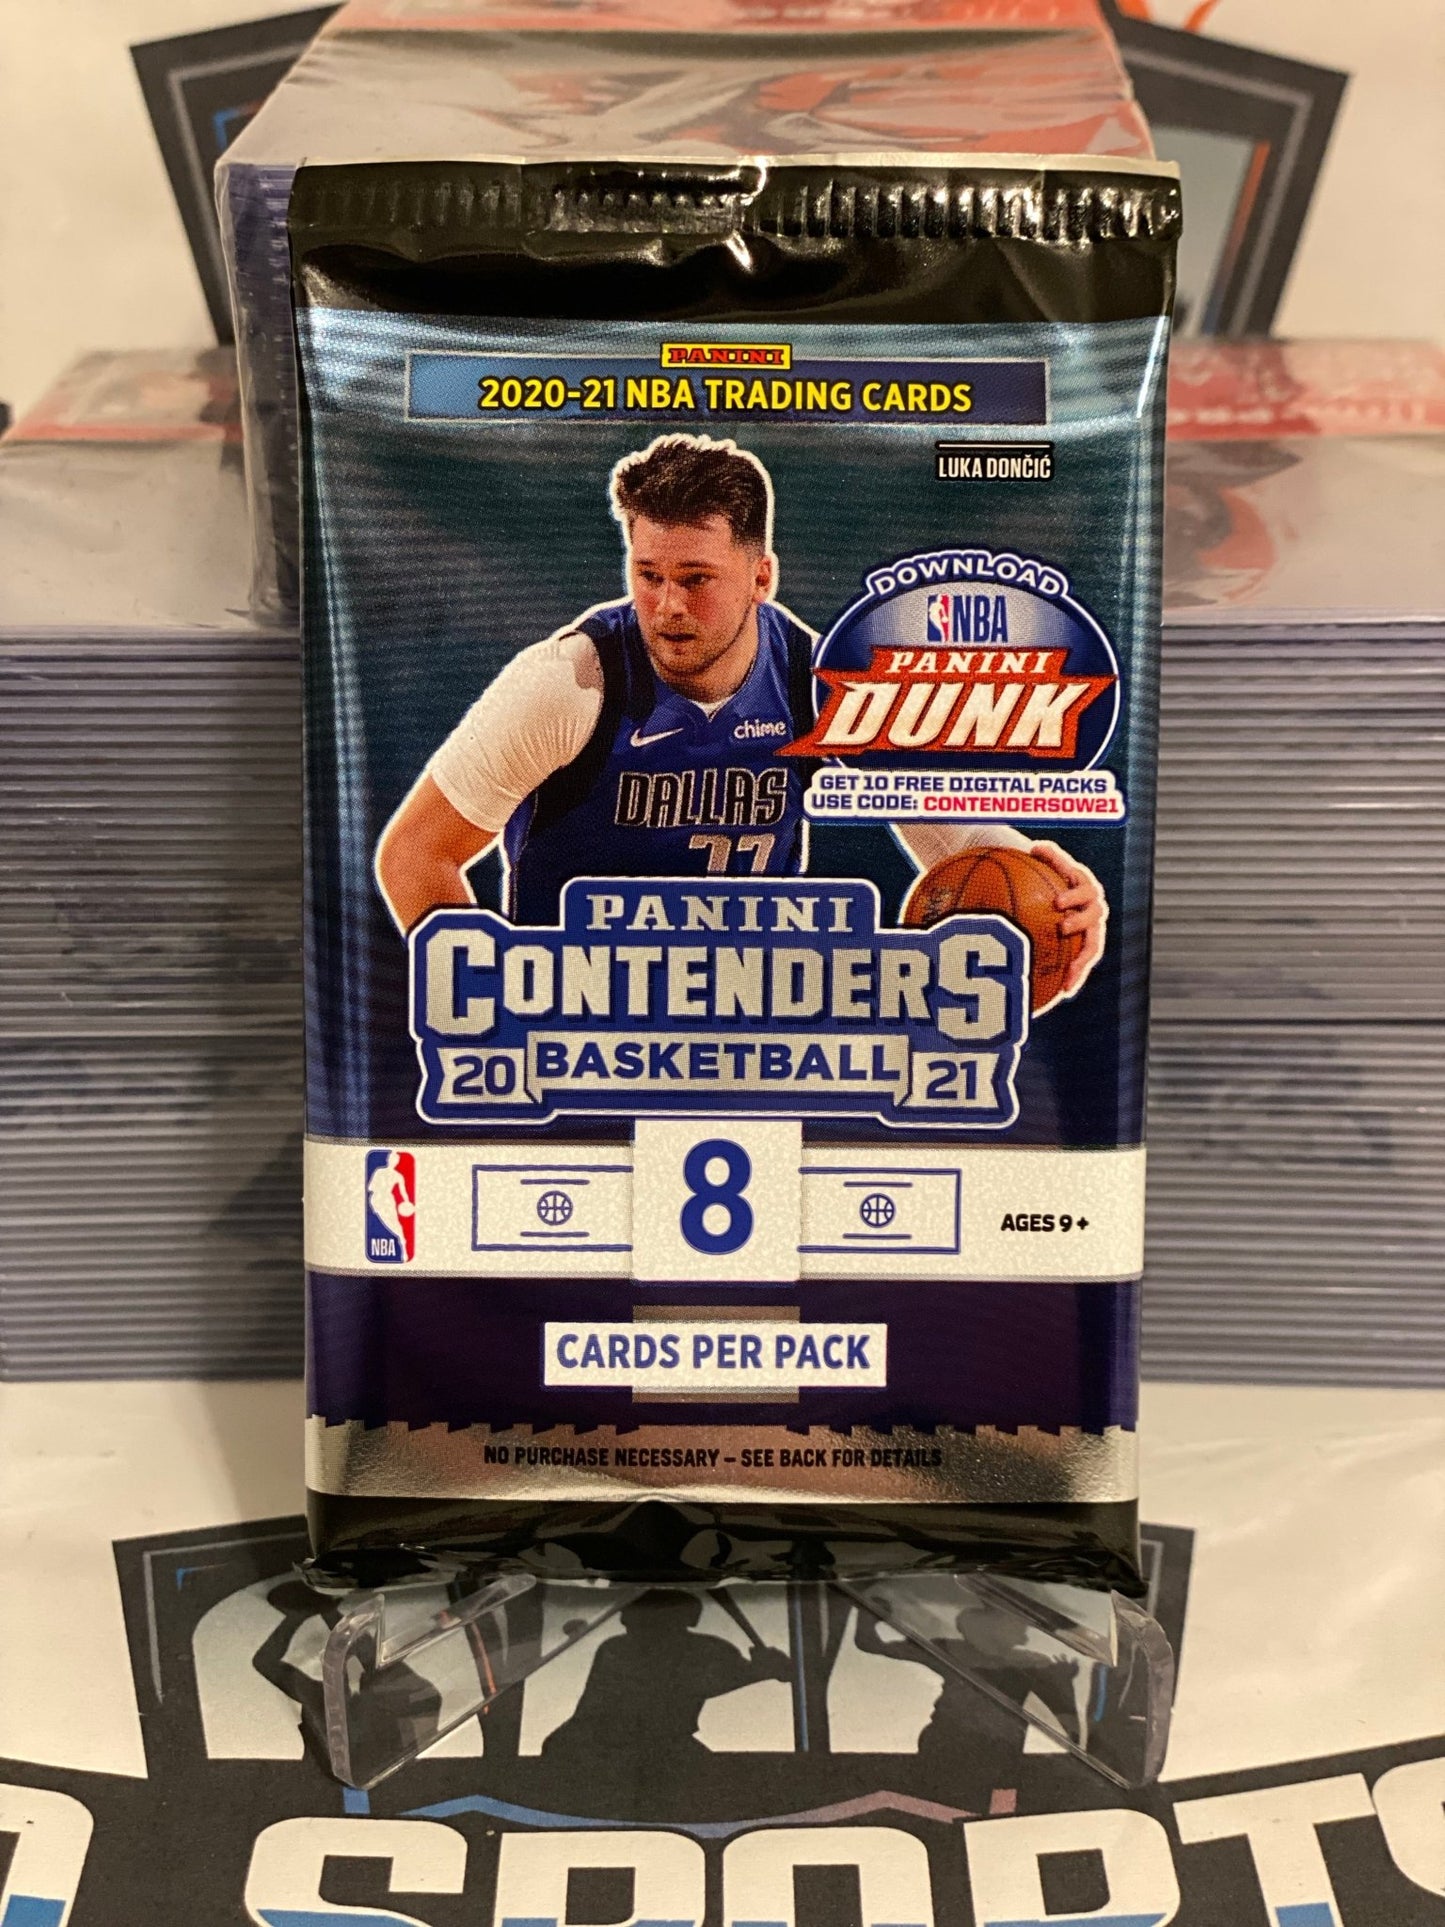 PANINI
2020-21 NBA TRADING CARDS
LUKA DONČIĆ
DOWNLOAD
NBA
PANINI
DUNK
GET 10 FREE DIGITAL PACKS
USE CODE: CONTENDERSOW21
chime
DALLAS
77
PANINI
CONTENDERS
20 BASKETBALL 21
NBA
8
AGES 9+
CARDS PER PACK
NO PURCHASE NECESSARY – SEE BACK FOR DETAILS
SPORTS